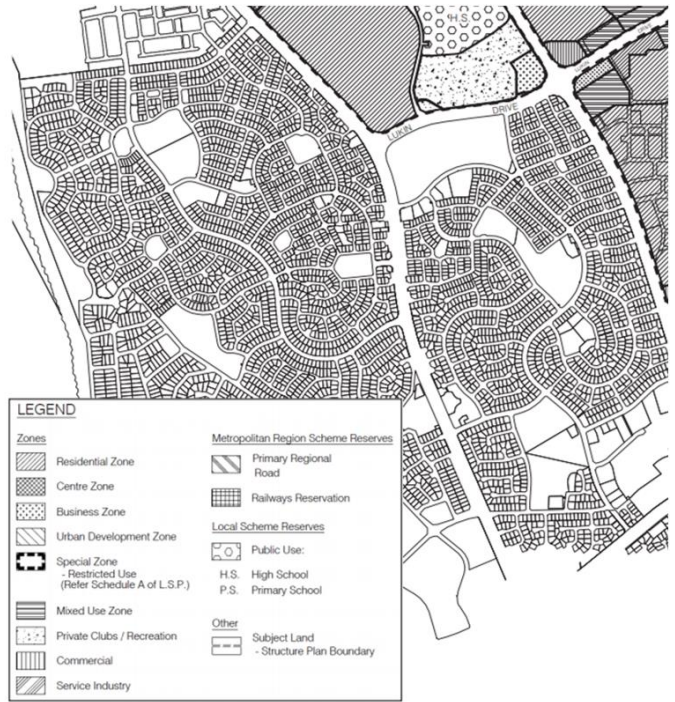 H.S.
LUKIN DRIVE
LEGEND
Zones
Residential Zone
Centre Zone
Business Zone
Urban Development Zone
Special Zone
- Restricted Use
(Refer Schedule A of L.S.P.)
Mixed Use Zone
Private Clubs / Recreation
Commercial
Service Industry
Metropolitan Region Scheme Reserves
Primary Regional
Road
Railways Reservation
Local Scheme Reserves
Public Use:
H.S. High School
P.S. Primary School
Other
Subject Land
- Structure Plan Boundary